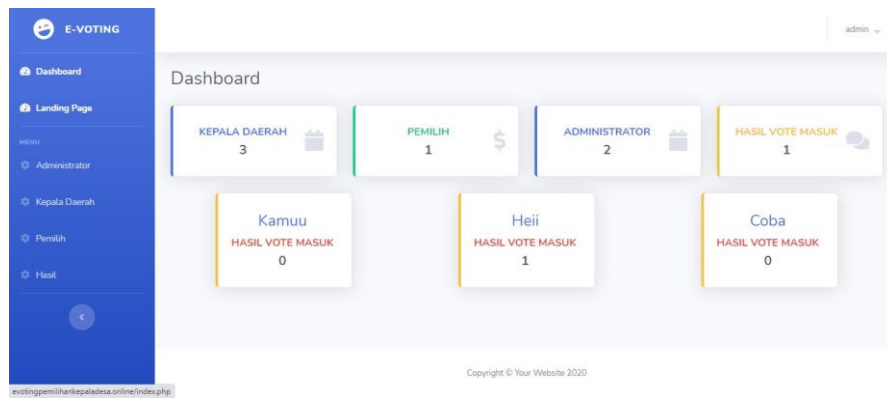 E-VOTING
admin
Dashboard
Landing Page
MENU
Administrator
Kepala Daerah
Pemilih
Hasil
Dashboard
KEPALA DAERAH
3
PEMILIH
1
ADMINISTRATOR
2
HASIL VOTE MASUK
1
Kamuu
HASIL VOTE MASUK
0
Heii
HASIL VOTE MASUK
1
Coba
HASIL VOTE MASUK
0
Copyright © Your Website 2020
evotingpemilihankepaladesa.online/index.php